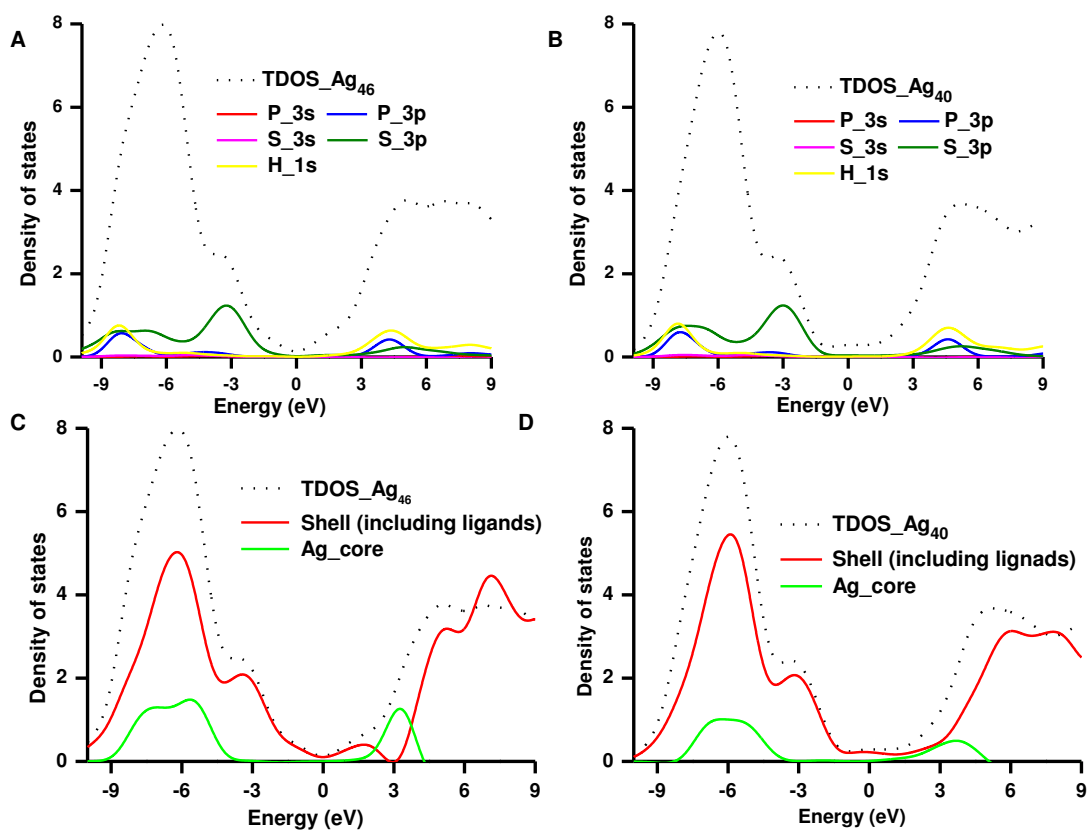 A
Density of states
8
6
4
2
0
TDOS_Ag46
P_3s P_3p
S_3s S_3p
H_1s
-9 -6 -3 0 3 6 9
Energy (eV)
B
Density of states
8
6
4
2
0
TDOS_Ag40
P_3s P_3p
S_3s S_3p
H_1s
-9 -6 -3 0 3 6 9
Energy (eV)
C
Density of states
8
6
4
2
0
TDOS_Ag46
Shell (including ligands)
Ag_core
-9 -6 -3 0 3 6 9
Energy (eV)
D
Density of states
8
6
4
2
0
TDOS_Ag40
Shell (including lignads)
Ag_core
-9 -6 -3 0 3 6 9
Energy (eV)